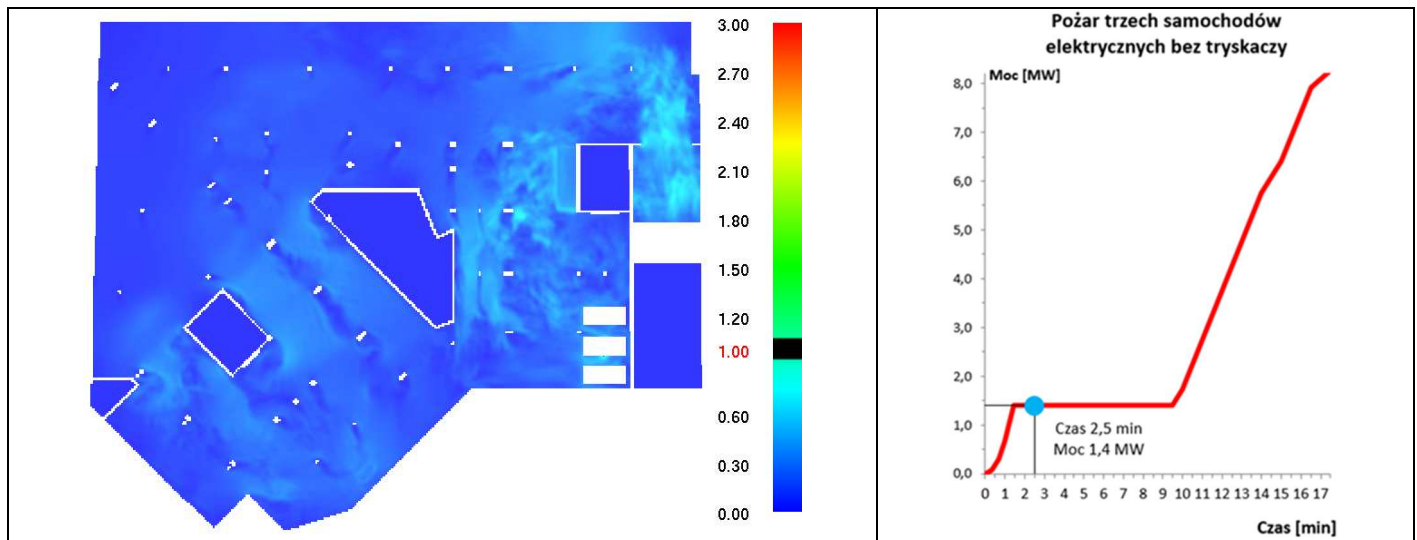 3.00
2.70
2.40
2.10
1.80
1.50
1.20
1.00
0.60
0.30
0.00
Pożar trzech samochodów
elektrycznych bez tryskaczy
Moc [MW]
8,0
7,0
6,0
5,0
4,0
3,0
2,0
1,0
0,0
Czas 2,5 min
Moc 1,4 MW
0 1 2 3 4 5 6 7 8 9 10 11 12 13 14 15 16 17
Czas [min]